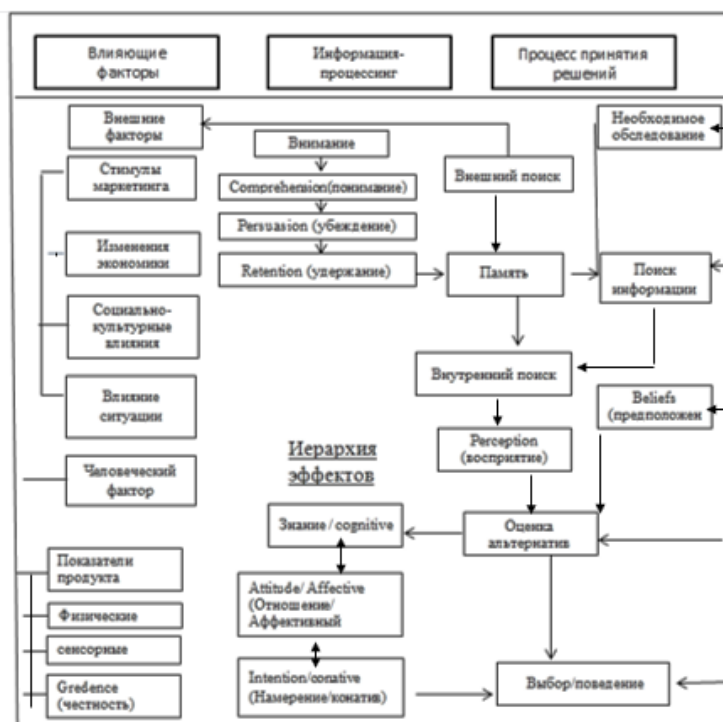 Влияющие
факторы
Информация-
процессинг
Процесс принятия
решений
Внешние
факторы
Внимание
Необходимое
обследование
Стимулы
маркетинга
Comprehension(понимание)
Внешний поиск
Persuasion (убеждение)
Изменения
экономики
Retention (удержание)
Память
Поиск
информации
Социально-
культурные
влияния
Внутренний поиск
Влияние
ситуации
Beliefs
(предположен
Иерархия
эффектов
Perception
(восприятие)
Человеческий
фактор
Знание / cognitive
Оценка
альтернатив
Показатели
продукта
Attitude/ Affective
(Отношение/
Аффективный
Физические
сенсорные
Gredence
(честность)
Intention/conative
(Намерение/конатив)
Выбор/поведение